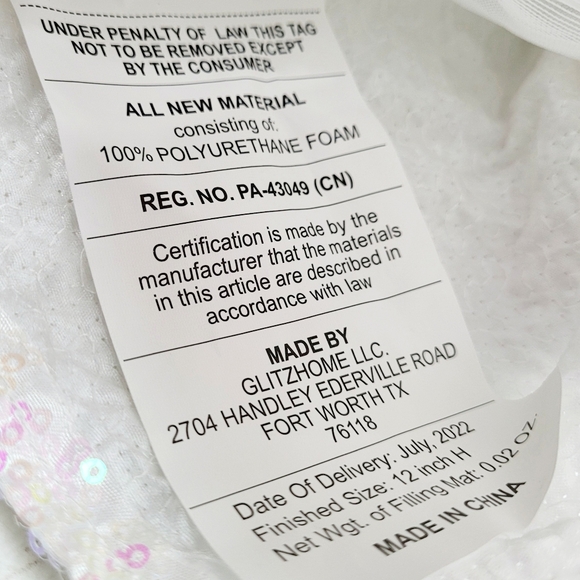 UNDER PENALTY OF LAW THIS TAG
NOT TO BE REMOVED EXCEPT
BY THE CONSUMER
ALL NEW MATERIAL
consisting of:
100% POLYURETHANE FOAM
REG. NO. PA-43049 (CN)
Certification is made by the
manufacturer that the materials
in this article are described in
accordance with law
MADE BY
GLITZHOME LLC.
2704 HANDLEY EDERVILLE ROAD
FORT WORTH TX
76118
Date Of Delivery: July, 2022
Finished Size: 12 inch H
Net Wgt. of Filling Mat: 0.02 OZ.
MADE IN CHINA